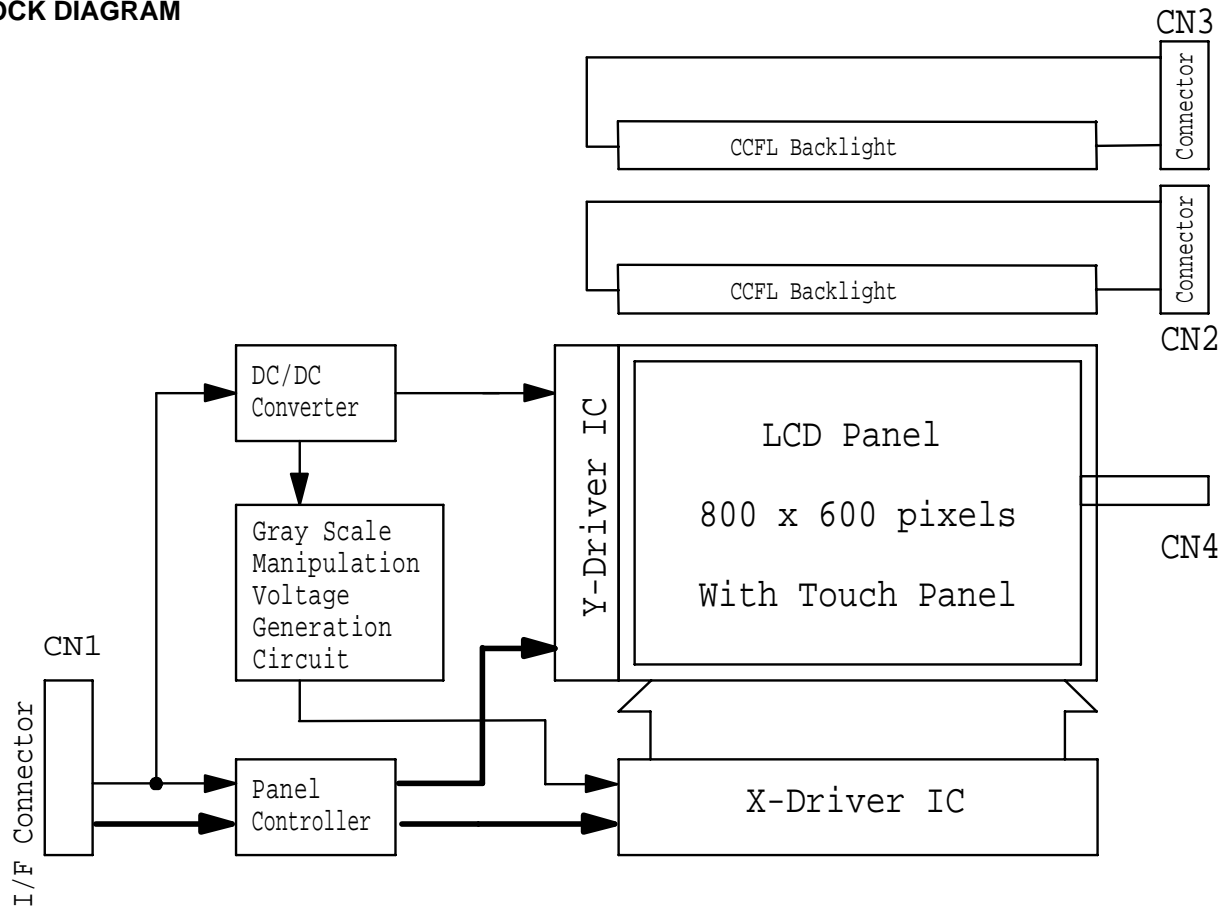 OCK DIAGRAM
CN3
Connector
CCFL Backlight
Connector
CCFL Backlight
CN2
DC/DC
Converter
Y-Driver IC
LCD Panel
800 x 600 pixels
With Touch Panel
CN4
Gray Scale
Manipulation
Voltage
Generation
Circuit
CN1
I/F Connector
Panel
Controller
X-Driver IC